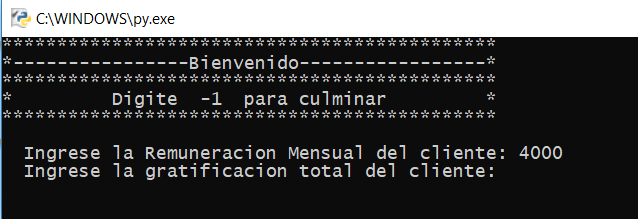 C:\WINDOWS\py.exe
********************************************
*----------------Bienvenido-----------------*
********************************************
*         Digite  -1  para culminar         *
********************************************
Ingrese la Remuneracion Mensual del cliente: 4000
Ingrese la gratificacion total del cliente: